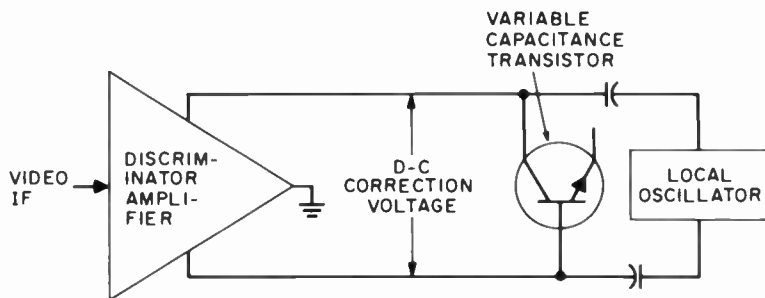 VARIABLE
CAPACITANCE
TRANSISTOR
VIDEO
IF
DISCRIM-
INATOR
AMPLI-
FIER
D-C
CORRECTION
VOLTAGE
LOCAL
OSCILLATOR